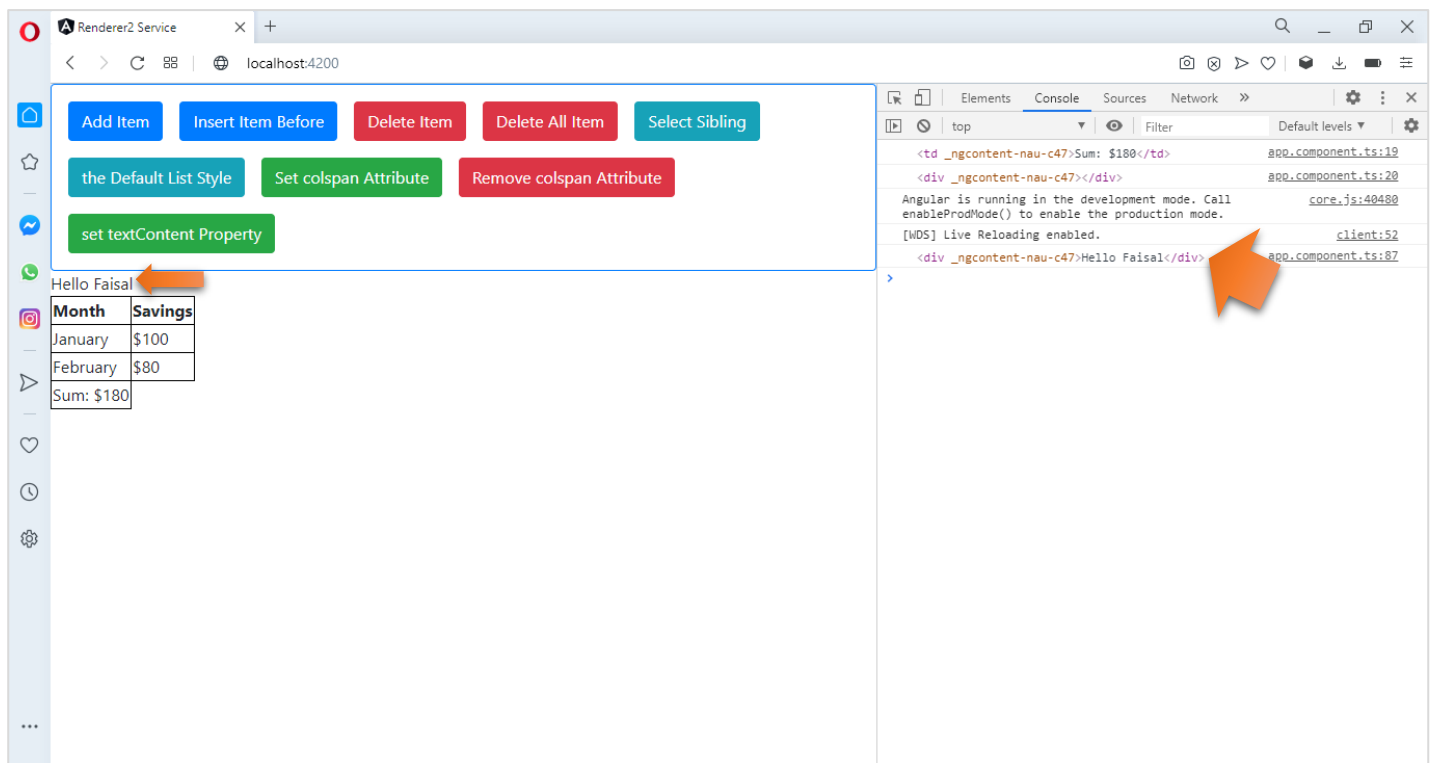 Renderer2 Service
localhost:4200
Add Item Insert Item Before Delete Item Delete All Item Select Sibling
the Default List Style Set colspan Attribute Remove colspan Attribute
set textContent Property
Hello Faisal
Month Savings
January $100
February $80
Sum: $180
Elements Console Sources Network »
top Filter Default levels ▼
<td _ngcontent-nau-c47>Sum: $180</td> app.component.ts:19
<div _ngcontent-nau-c47></div> app.component.ts:20
Angular is running in the development mode. Call core.js:40480
enableProdMode() to enable the production mode.
[WDS] Live Reloading enabled. client:52
<div _ngcontent-nau-c47>Hello Faisal</div> app.component.ts:87